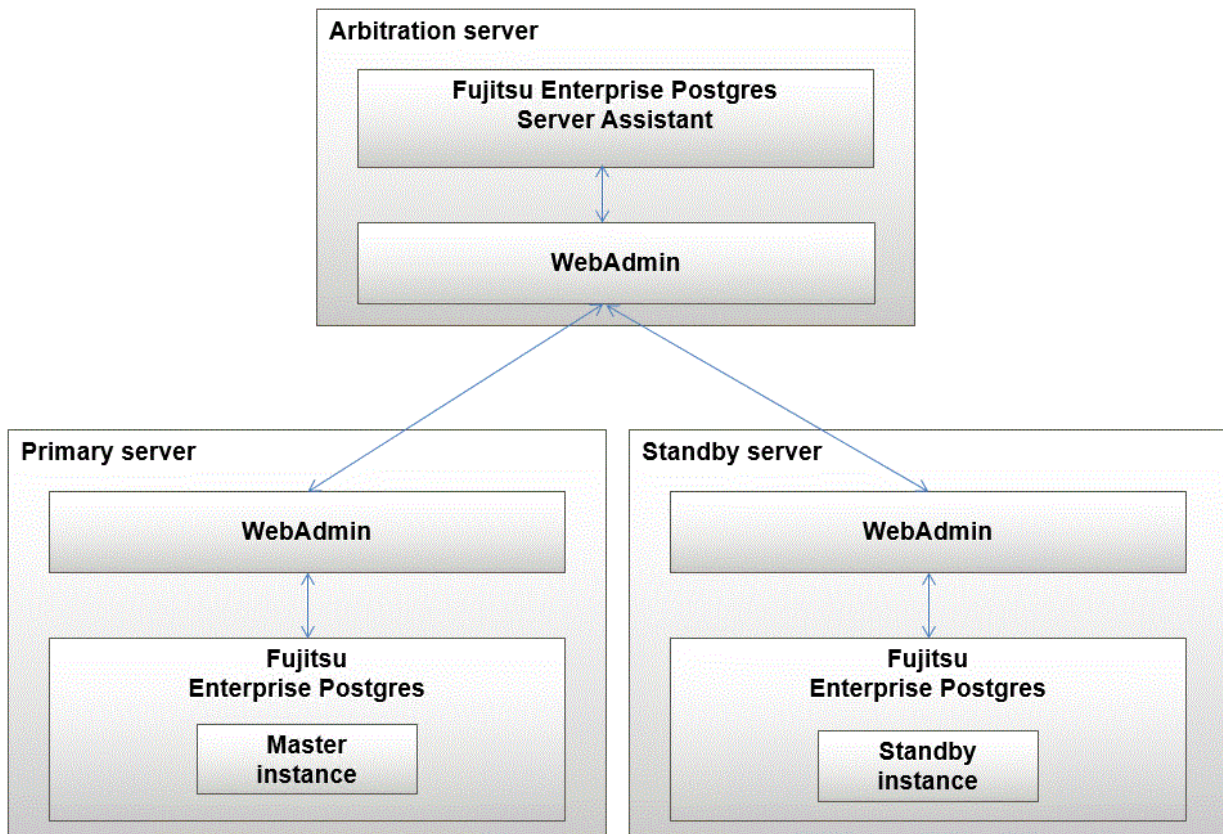 Arbitration server
Fujitsu Enterprise Postgres
Server Assistant
WebAdmin
Primary server
WebAdmin
Fujitsu
Enterprise Postgres
Master
instance
Standby server
WebAdmin
Fujitsu
Enterprise Postgres
Standby
instance